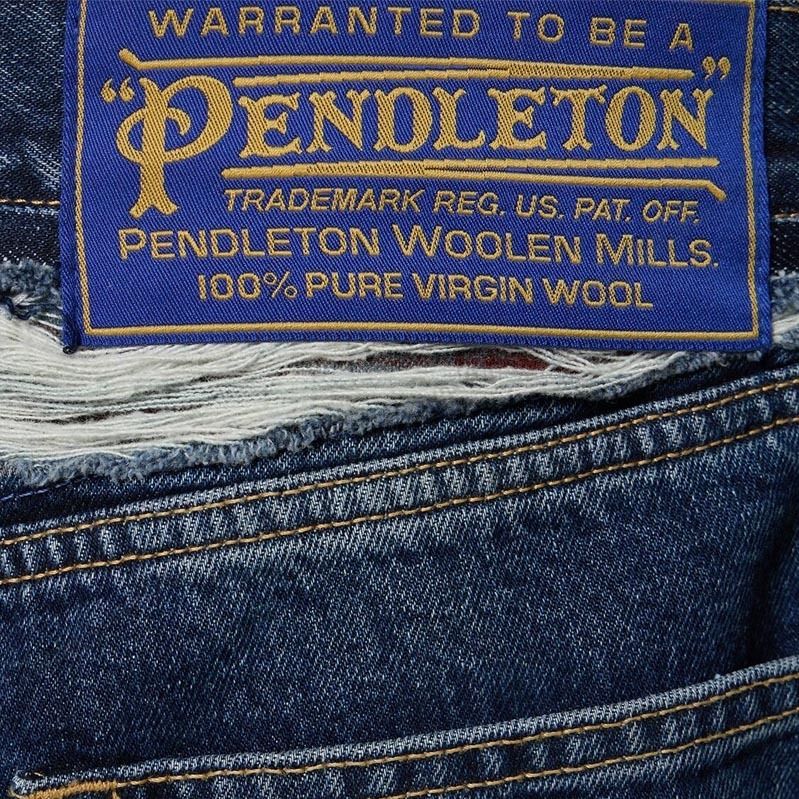 WARRANTED TO BE A
"PENDLETON"
TRADEMARK REG. US. PAT. OFF.
PENDLETON WOOLEN MILLS.
100% PURE VIRGIN WOOL